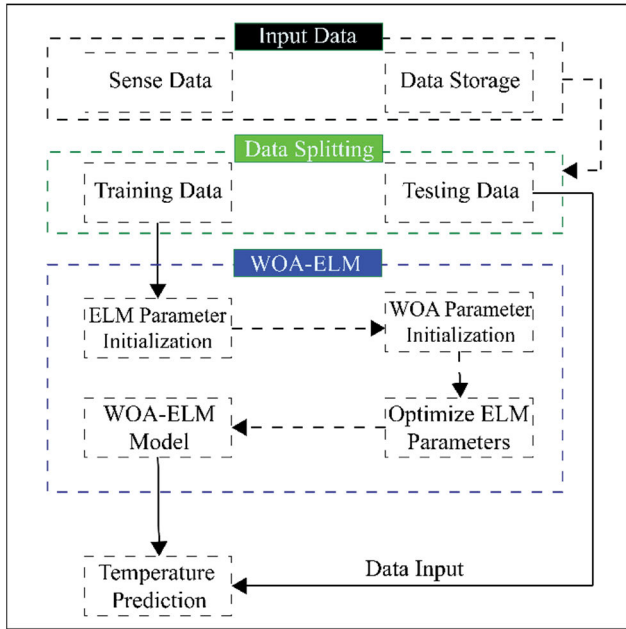 Input Data
Sense Data
Data Storage
Data Splitting
Training Data
Testing Data
WOA-ELM
ELM Parameter
Initialization
WOA Parameter
Initialization
WOA-ELM
Model
Optimize ELM
Parameters
Temperature
Prediction
Data Input